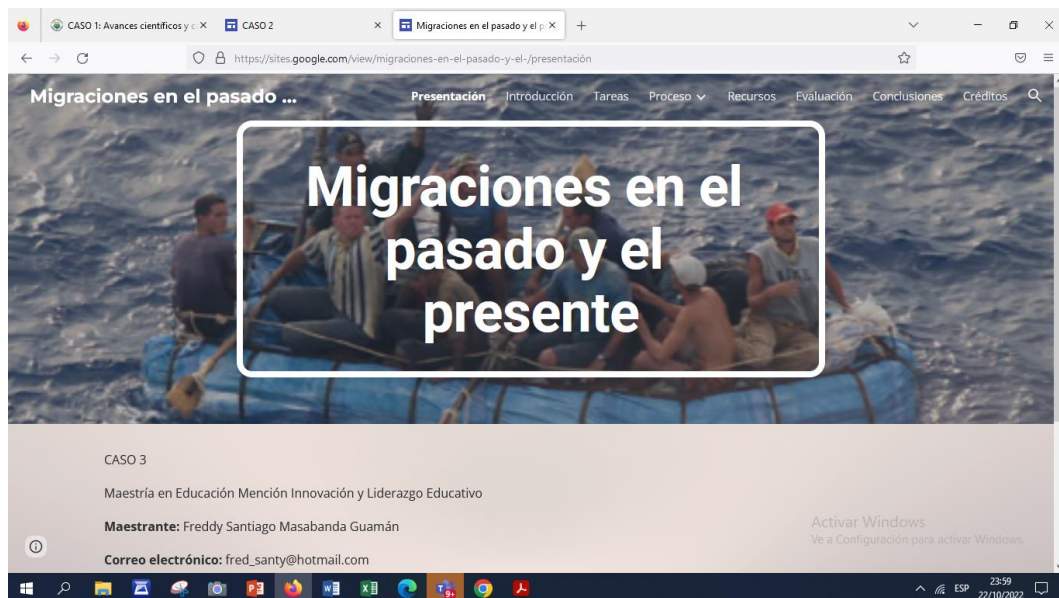 CASO 1: Avances científicos y c
CASO 2
Migraciones en el pasado y el p
https://sites.google.com/view/migraciones-en-el-pasado-y-el-/presentación
Migraciones en el pasado ...
Presentación Introducción Tareas Proceso Recursos Evaluación Conclusiones Créditos
Migraciones en el
pasado y el
presente
CASO 3
Maestría en Educación Mención Innovación y Liderazgo Educativo
Maestrante: Freddy Santiago Masabanda Guamán
Correo electrónico: fred_santy@hotmail.com
Activar Windows
Ve a Configuración para activar Windows.
9+
ESP
23:59
22/10/2022